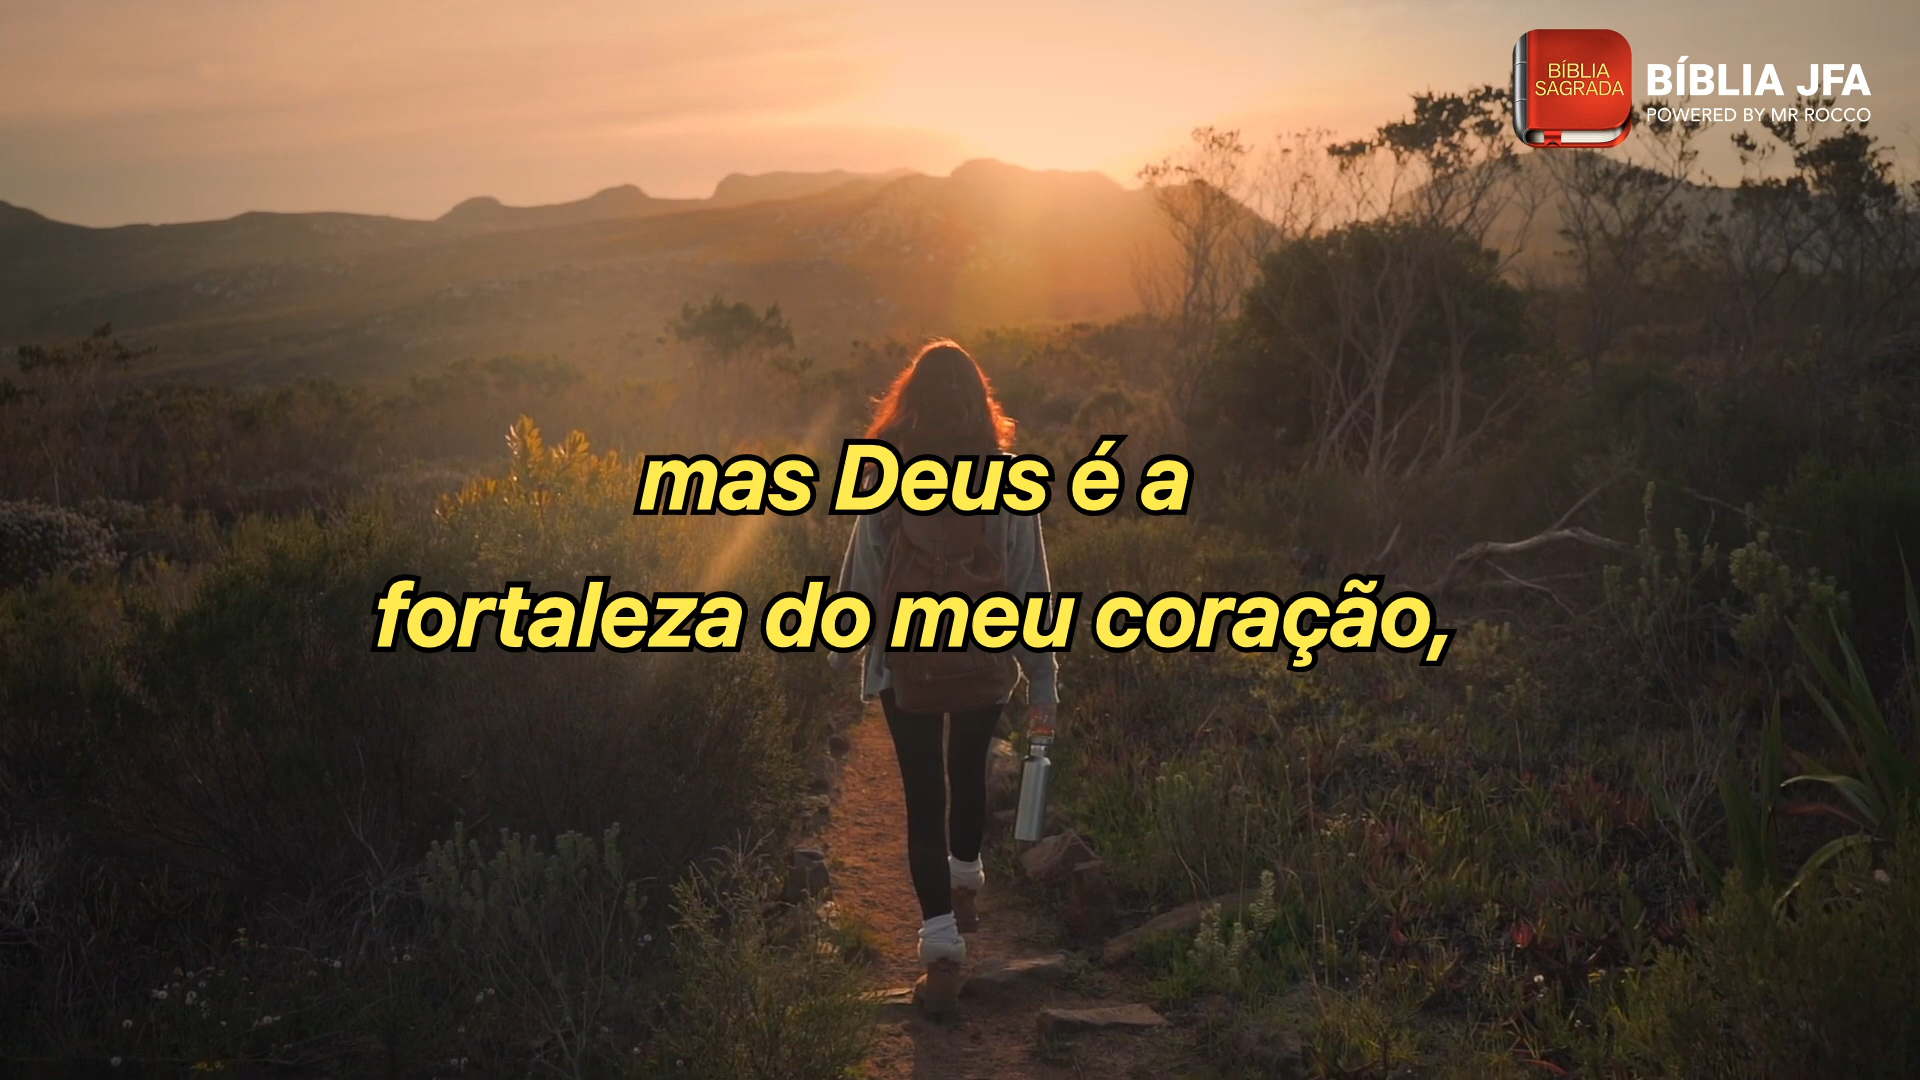 BÍBLIA
SAGRADA
BÍBLIA JFA
POWERED BY MR ROCCO
mas Deus é a
fortaleza do meu coração,